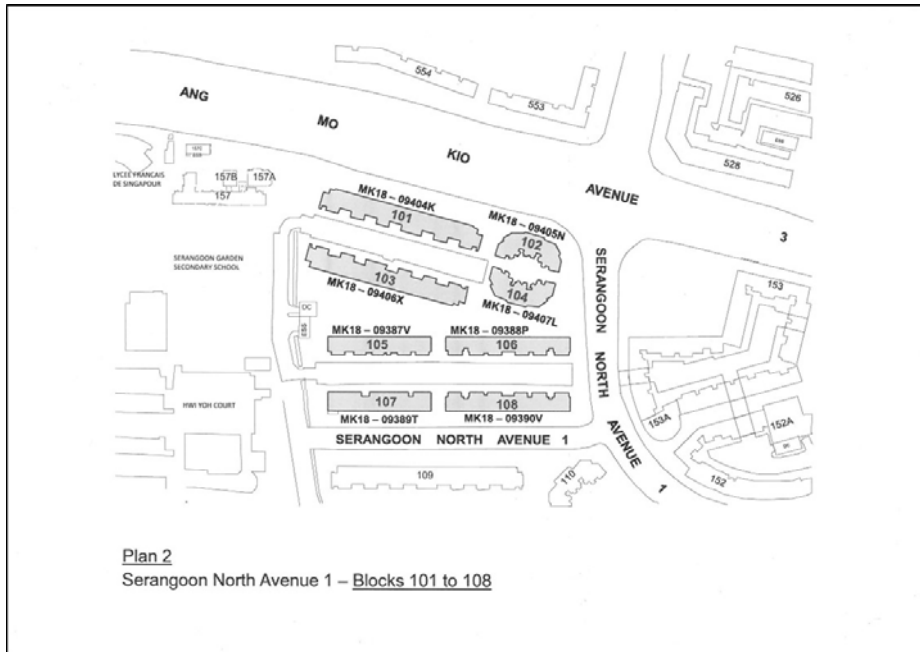 554
553
526
528
ANG MO KIO AVENUE 3
LYCEE FRANCAIS
DE SINGAPOUR
157B
157A
157
MK18 – 09404K
101
MK18 – 09405N
102
SERANGOON GARDEN
SECONDARY SCHOOL
103
MK18 – 09406X
104
MK18 – 09407L
SERANGOON NORTH AVENUE 1
153
OC
ESS
MK18 – 09387V
105
MK18 – 09388P
106
HWI YOH COURT
107
MK18 – 09389T
108
MK18 – 09390V
153A
152A
SERANGOON NORTH AVENUE 1
109
110
152
Plan 2
Serangoon North Avenue 1 – Blocks 101 to 108